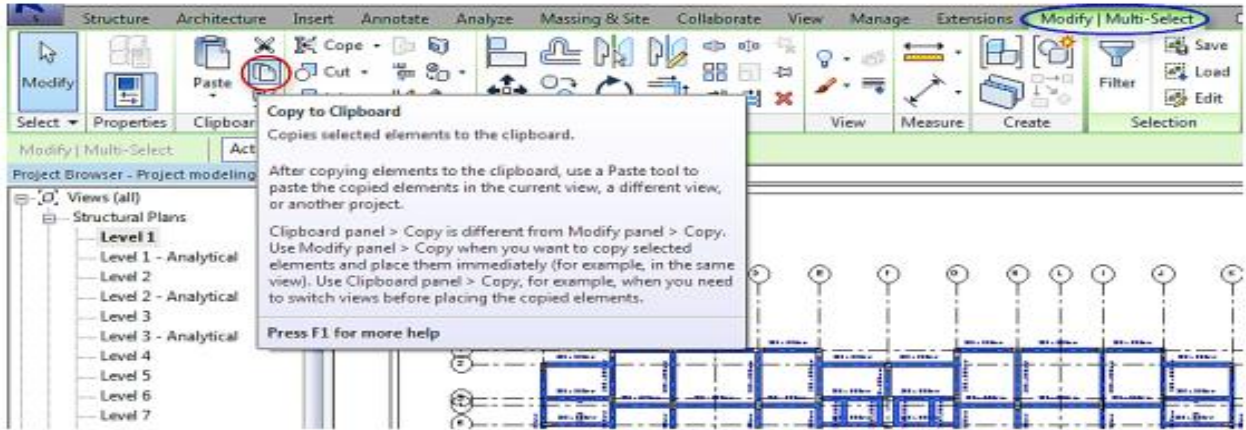 Structure Architecture Insert Annotate Analyze Massing & Site Collaborate View Manage Extensions Modify | Multi-Select
Cope Save
Cut Load
Modify Paste Filter
Edit
Select Properties Clipboar View Measure Create Selection
Modify | Multi-Select Act
Copy to Clipboard
Copies selected elements to the clipboard.
After copying elements to the clipboard, use a Paste tool to
paste the copied elements in the current view, a different view,
or another project.
Clipboard panel > Copy is different from Modify panel > Copy.
Use Modify panel > Copy when you want to copy selected
elements and place them immediately (for example, in the same
view). Use Clipboard panel > Copy, for example, when you need
to switch views before placing the copied elements.
Press F1 for more help
Project Browser - Project modeling
Views (all)
Structural Plans
Level 1
Level 1 - Analytical
Level 2
Level 2 - Analytical
Level 3
Level 3 - Analytical
Level 4
Level 5
Level 6
Level 7